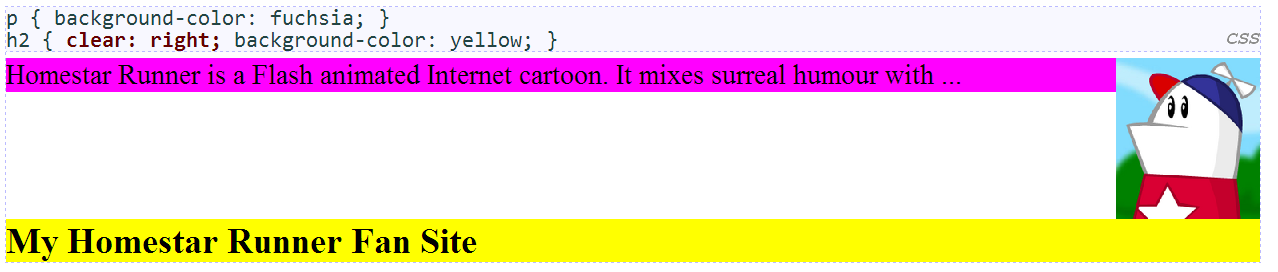 p { background-color: fuchsia; }
h2 { clear: right; background-color: yellow; }
CSS
Homestar Runner is a Flash animated Internet cartoon. It mixes surreal humour with ...
My Homestar Runner Fan Site